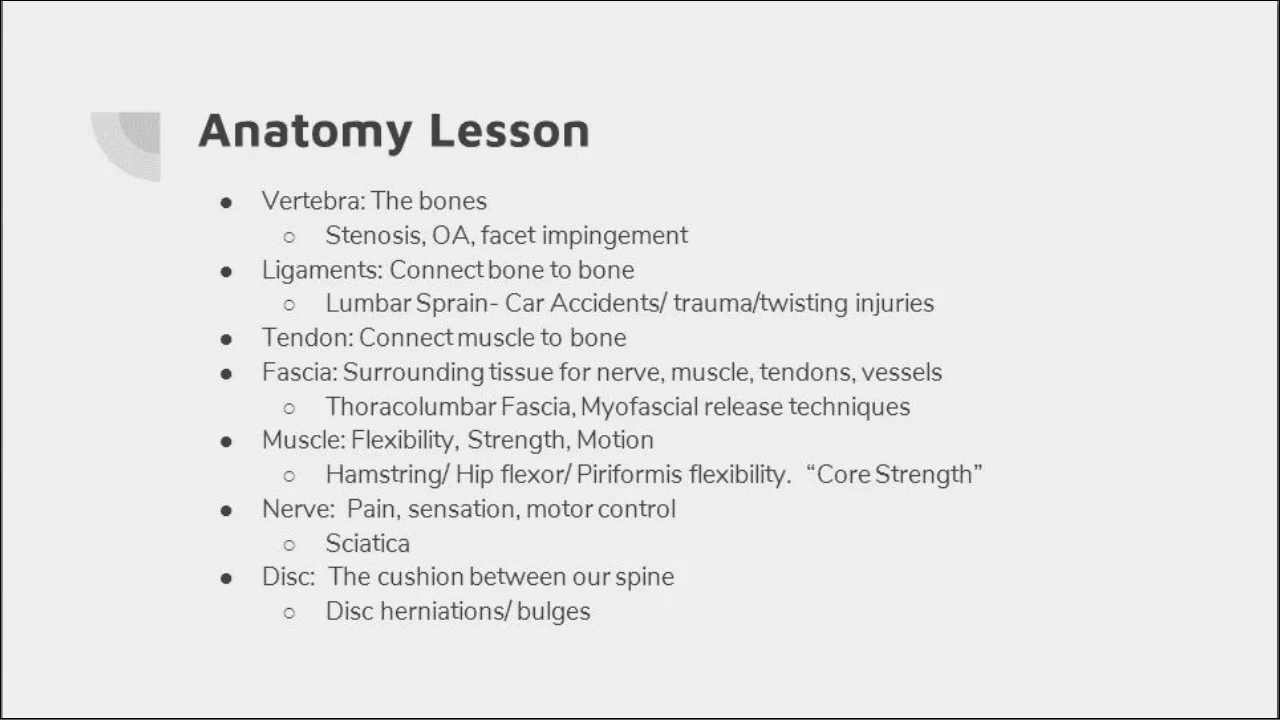 Anatomy Lesson
● Vertebra: The bones
○ Stenosis, OA, facet impingement
● Ligaments: Connect bone to bone
○ Lumbar Sprain- Car Accidents/ trauma/twisting injuries
● Tendon: Connect muscle to bone
● Fascia: Surrounding tissue for nerve, muscle, tendons, vessels
○ Thoracolumbar Fascia, Myofascial release techniques
● Muscle: Flexibility, Strength, Motion
○ Hamstring/ Hip flexor/ Piriformis flexibility. “Core Strength”
● Nerve: Pain, sensation, motor control
○ Sciatica
● Disc: The cushion between our spine
○ Disc herniations/ bulges